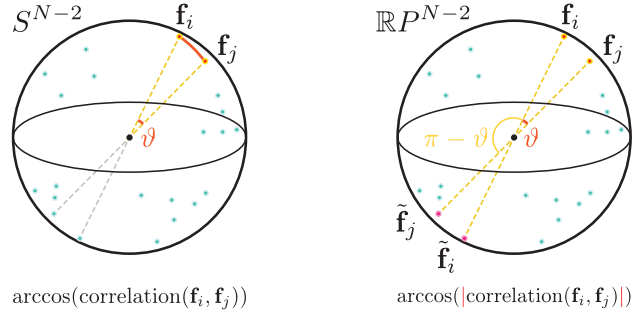 S^{N-2}
f_i
f_j
ϑ
arccos(correlation(f_i, f_j))
ℝP^{N-2}
f_i
f_j
π − ϑ
ϑ
f̃_j
f̃_i
arccos(|correlation(f_i, f_j)|)